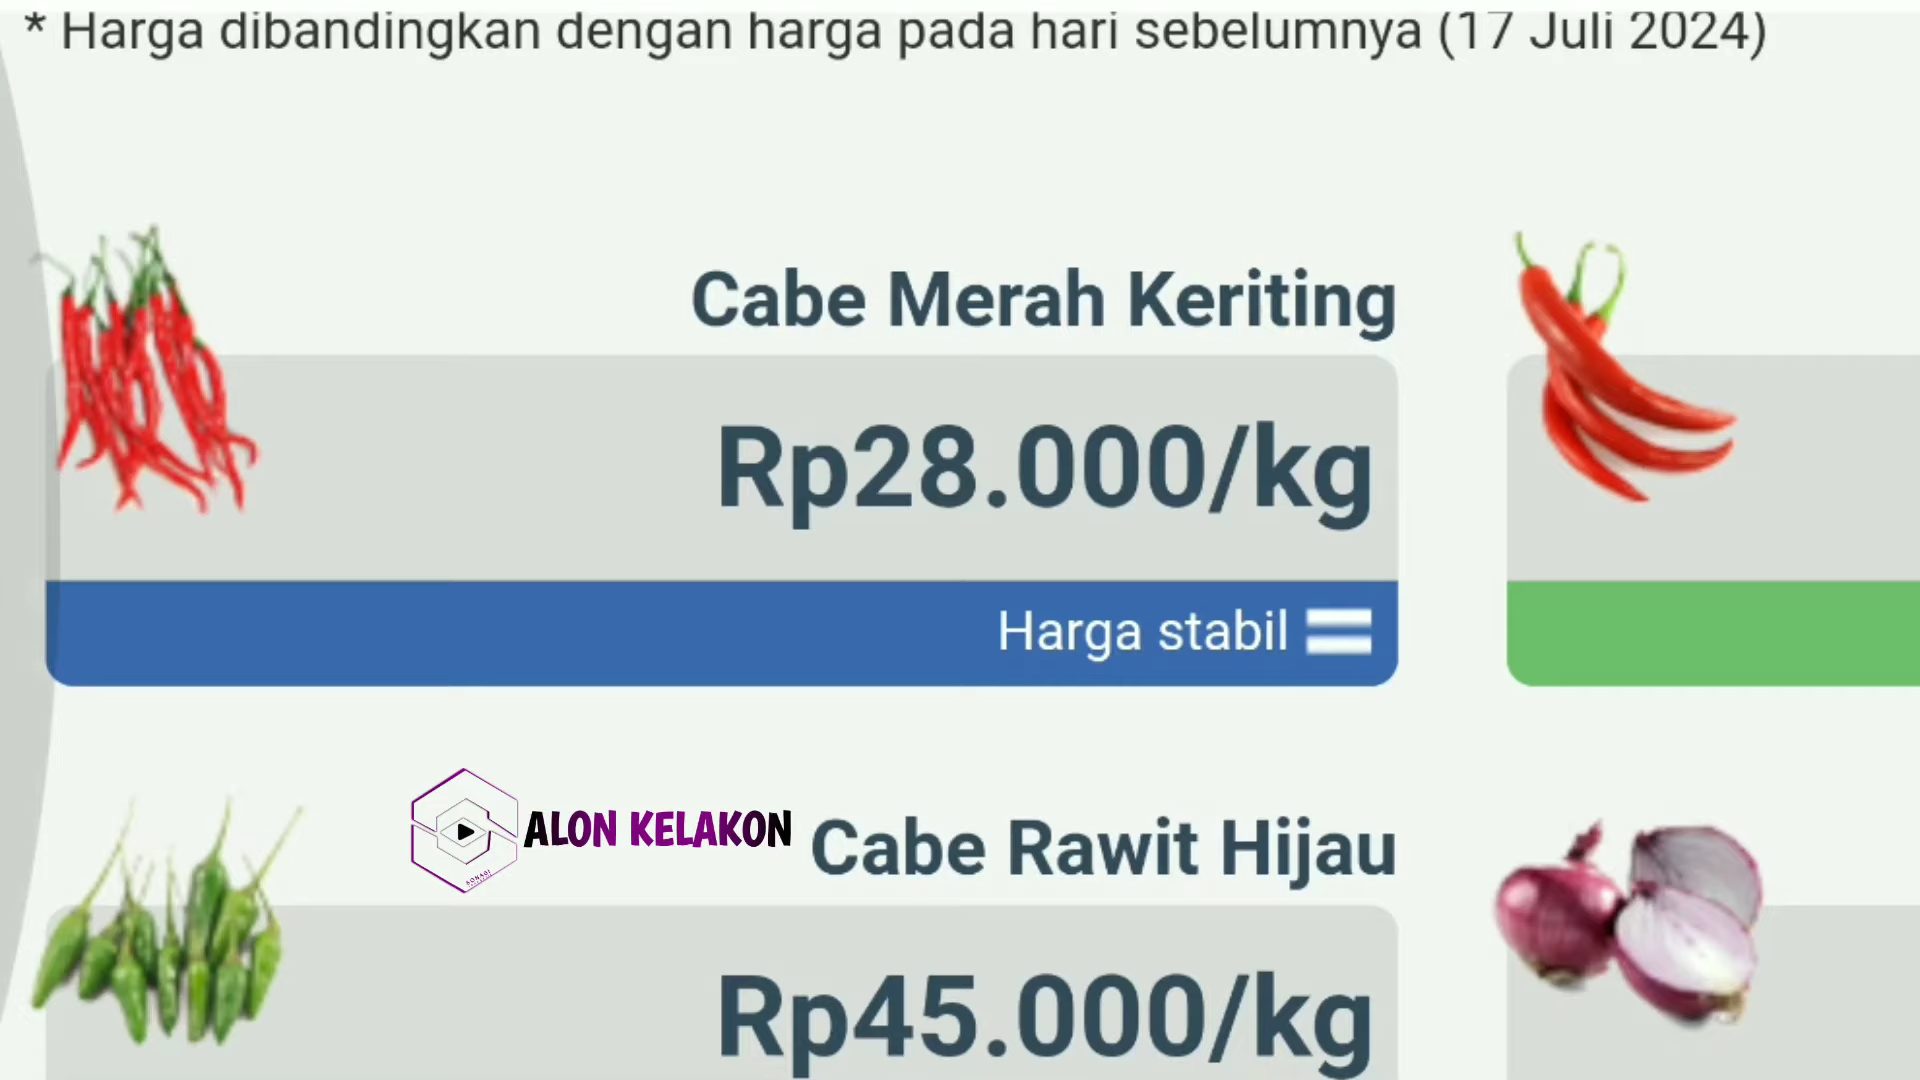 * Harga dibandingkan dengan harga pada hari sebelumnya (17 Juli 2024)
Cabe Merah Keriting
Rp28.000/kg
Harga stabil
ALON KELAKON
Cabe Rawit Hijau
Rp45.000/kg